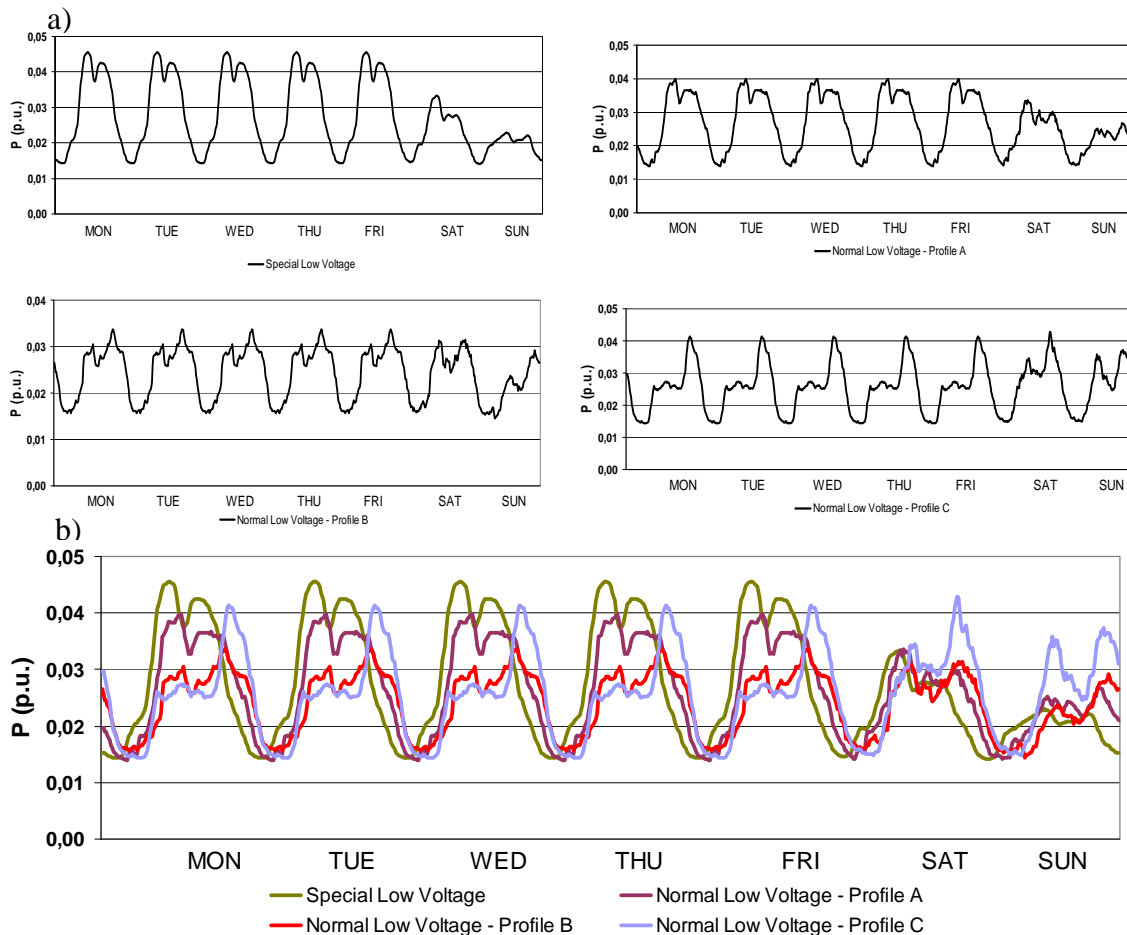 a)
0,05
0,04
0,03
0,02
0,01
0,00
P (p.u.)
MON TUE WED THU FRI SAT SUN
Special Low Voltage
0,05
0,04
0,03
0,02
0,01
0,00
P (p.u.)
MON TUE WED THU FRI SAT SUN
Normal Low Voltage - Profile A
0,04
0,03
0,02
0,01
0,00
P (p.u.)
MON TUE WED THU FRI SAT SUN
Normal Low Voltage - Profile B
0,05
0,04
0,03
0,02
0,01
0,00
P (p.u.)
MON TUE WED THU FRI SAT SUN
Normal Low Voltage - Profile C
b)
0,05
0,04
0,03
0,02
0,01
0,00
P (p.u.)
MON TUE WED THU FRI SAT SUN
Special Low Voltage Normal Low Voltage - Profile A
Normal Low Voltage - Profile B Normal Low Voltage - Profile C